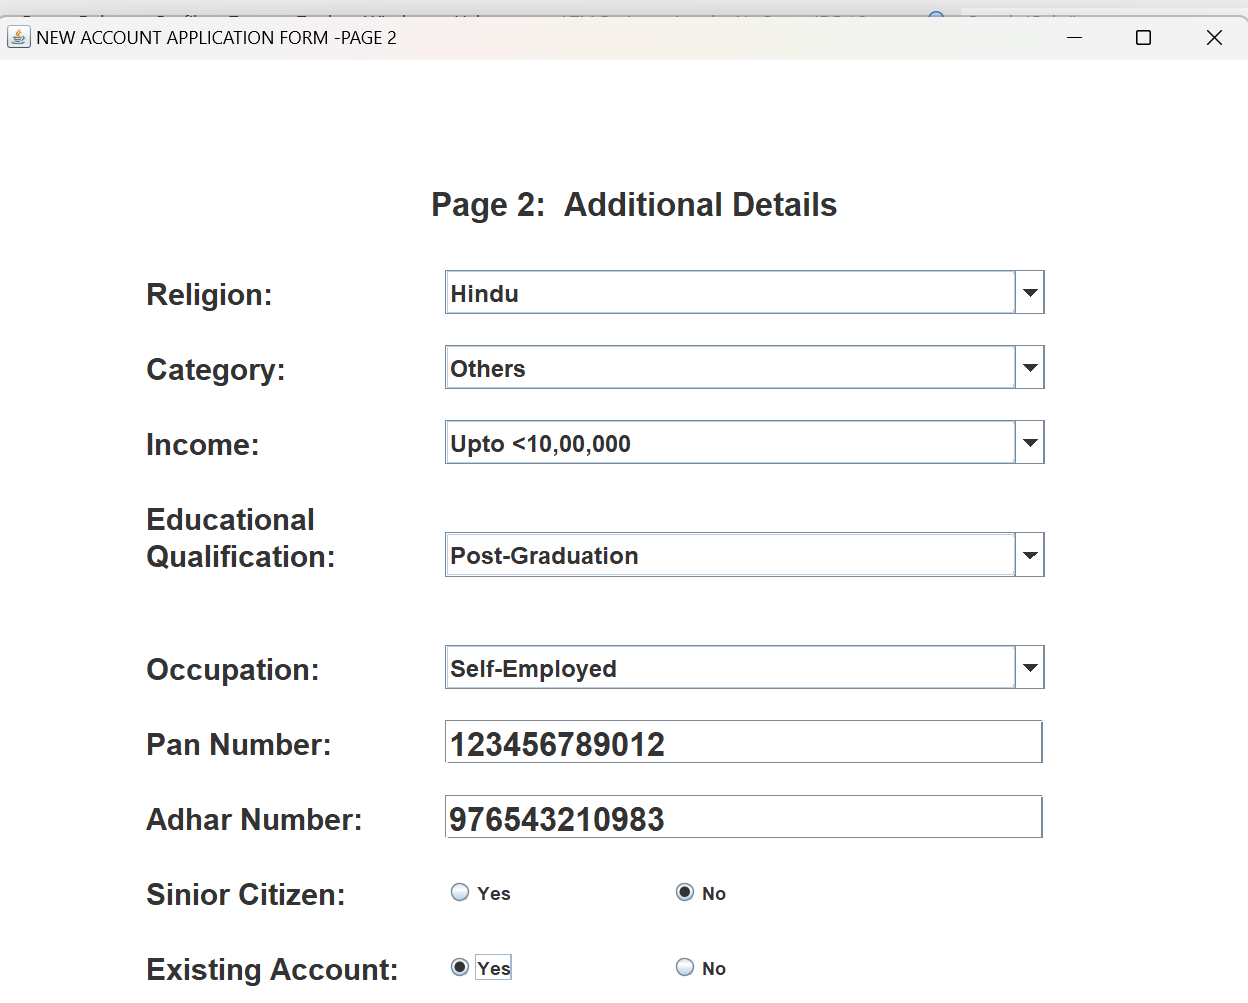 NEW ACCOUNT APPLICATION FORM -PAGE 2
Page 2: Additional Details
Religion: Hindu
Category: Others
Income: Upto <10,00,000
Educational
Qualification: Post-Graduation
Occupation: Self-Employed
Pan Number: 123456789012
Adhar Number: 976543210983
Sinior Citizen: Yes No
Existing Account: Yes No